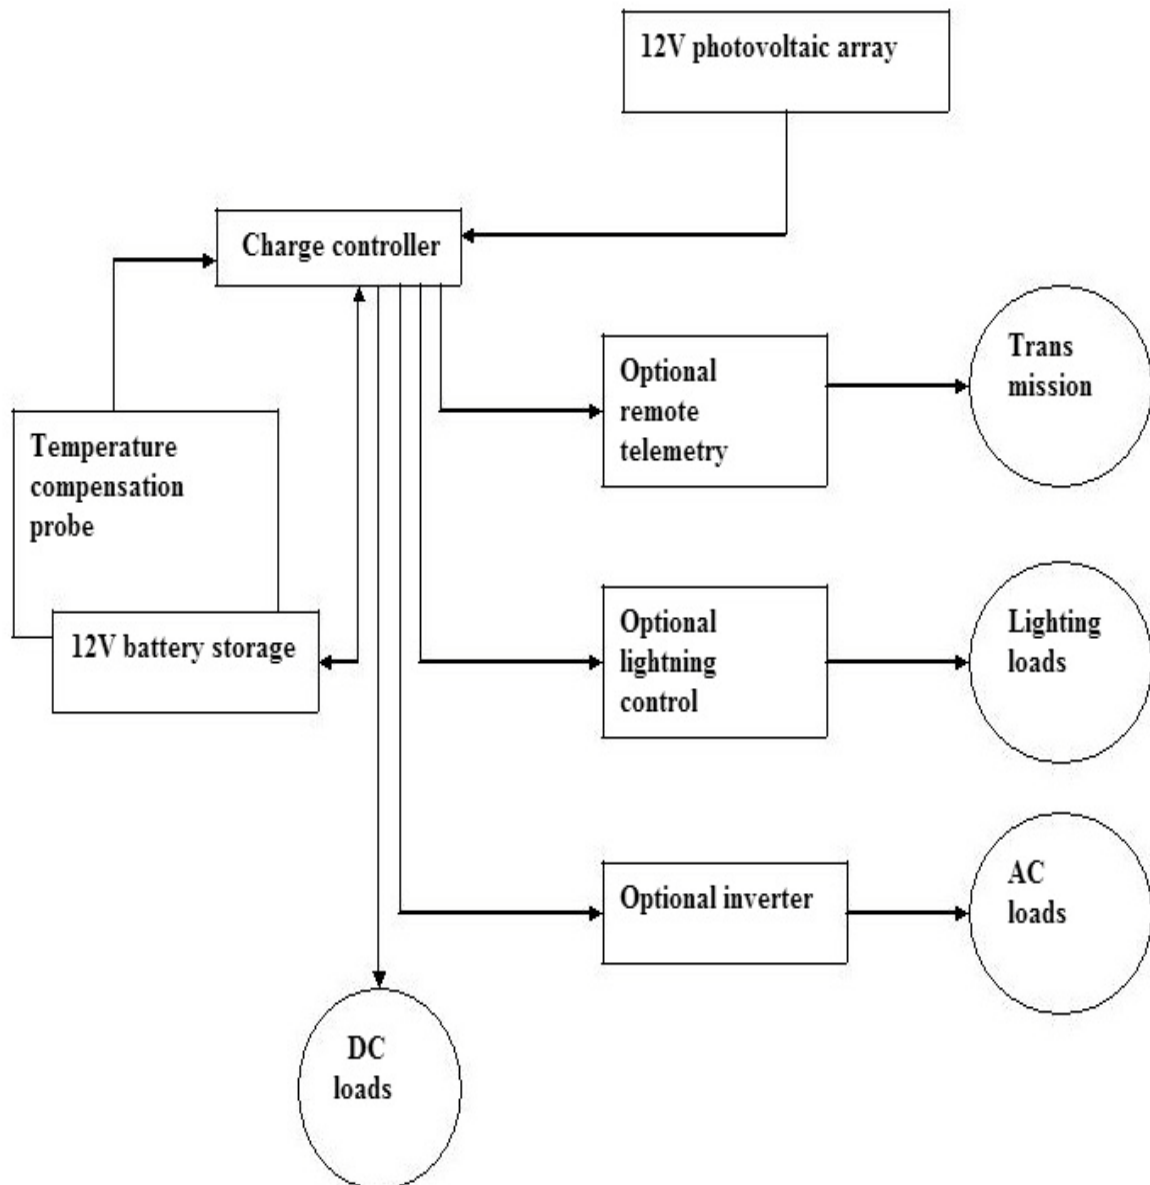 12V photovoltaic array
Charge controller
Optional
remote
telemetry
Trans
mission
Temperature
compensation
probe
12V battery storage
Optional
lightning
control
Lighting
loads
Optional inverter
AC
loads
DC
loads